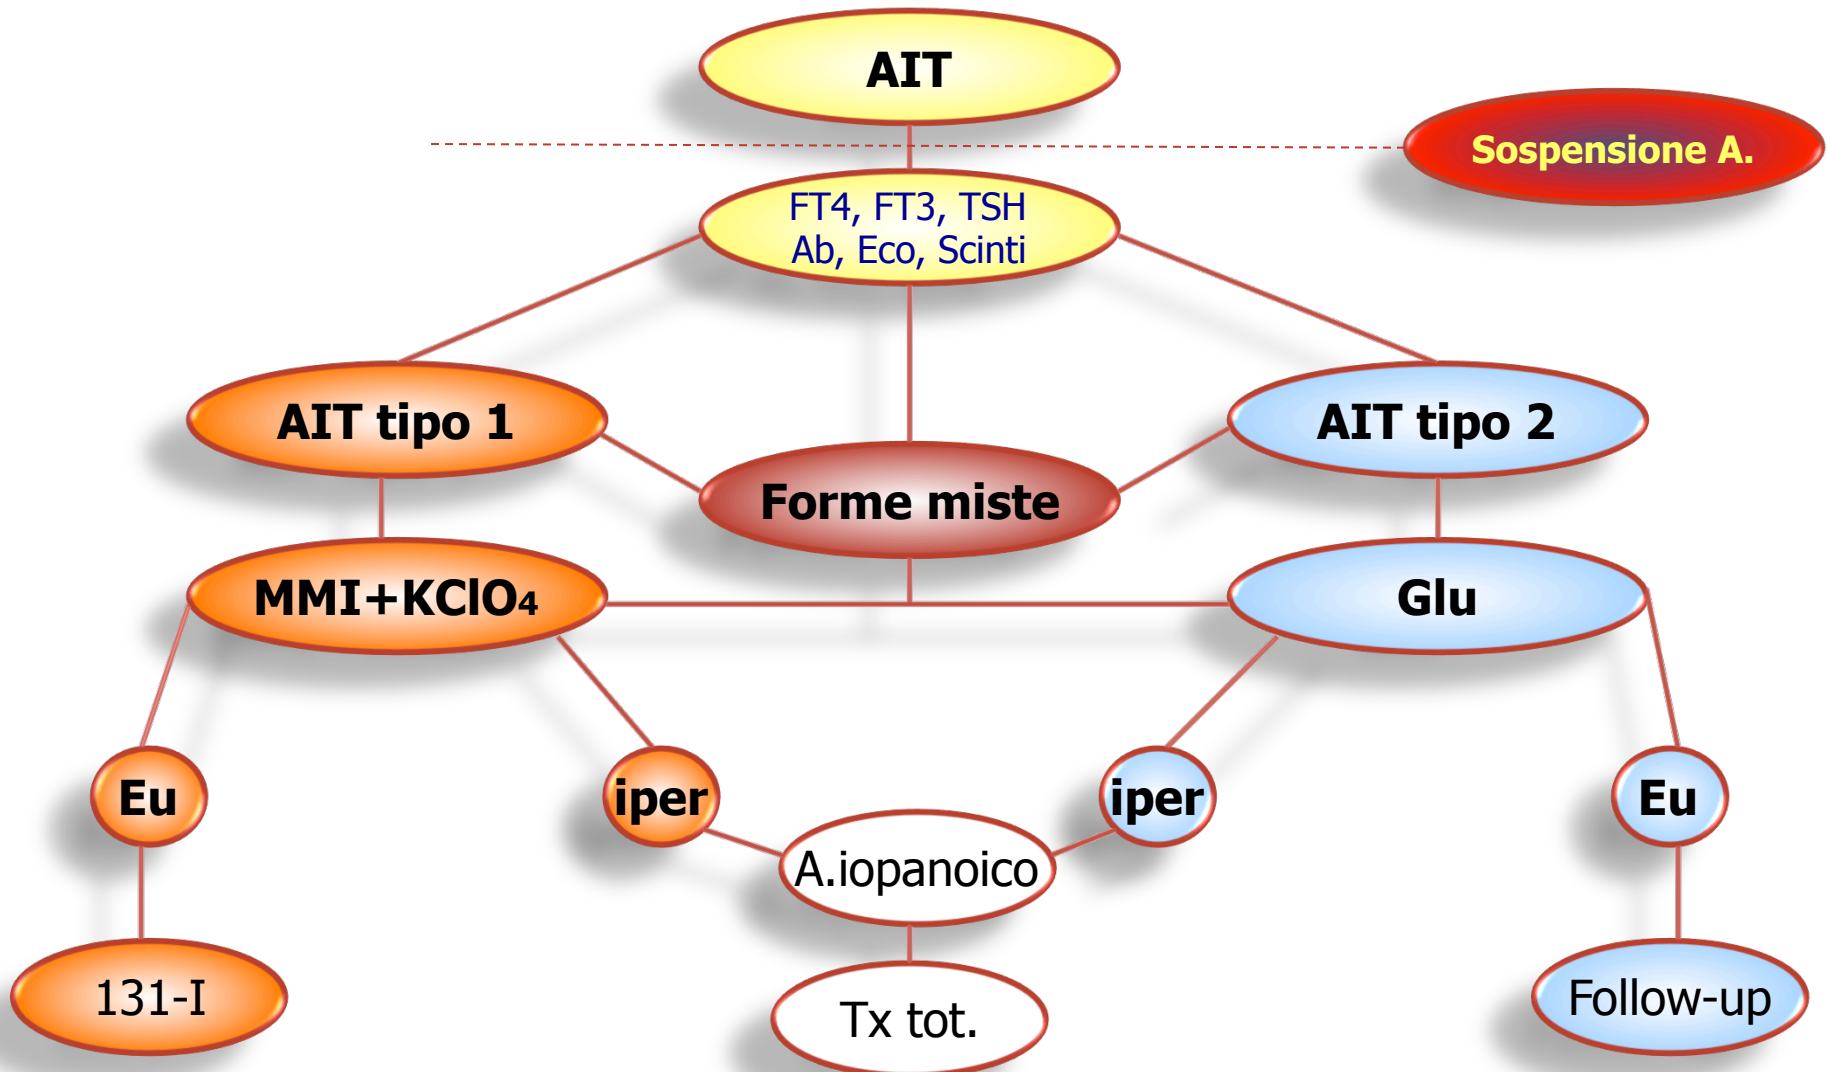 AIT
Sospensione A.
FT4, FT3, TSH
Ab, Eco, Scinti
AIT tipo 1
AIT tipo 2
Forme miste
MMI+KClO₄
Glu
Eu
iper
iper
Eu
A.iopanoico
131-I
Tx tot.
Follow-up